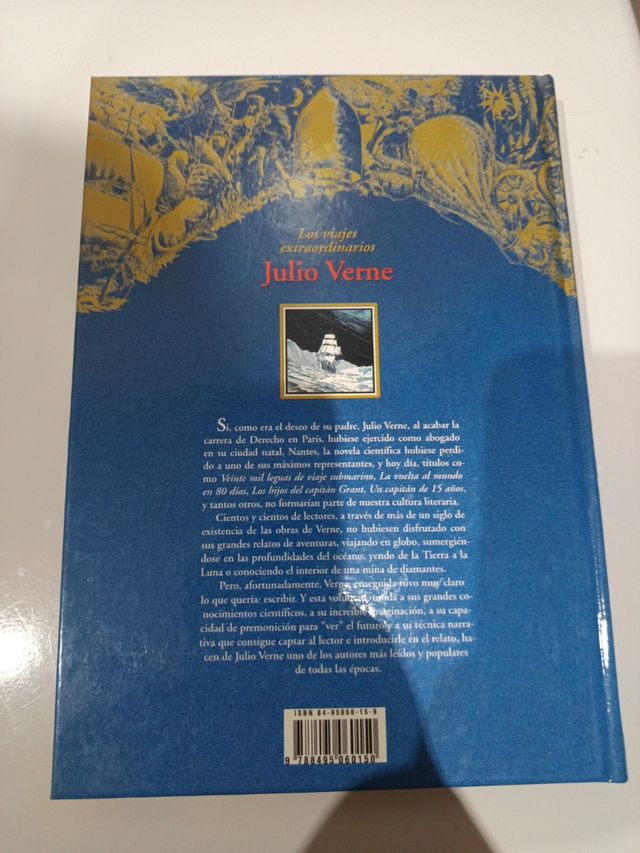 Los viajes
extraordinarios
Julio Verne
Si, como era el deseo de su padre, Julio Verne, al acabar la
carrera de Derecho en París, hubiese ejercido como abogado
en su ciudad natal, Nantes, la novela científica hubiese perdi-
do a uno de sus máximos representantes, y hoy día, títulos co-
mo Veinte mil leguas de viaje submarino, La vuelta al mundo
en 80 días, Los hijos del capitán Grant, Un capitán de 15 años,
y tantos otros, no formarían parte de nuestra cultura literaria.
Cientos y cientos de lectores, a través de más de un siglo de
existencia de las obras de Verne, no hubiesen disfrutado con
sus grandes relatos de aventuras, viajando en globo, sumergién-
dose en las profundidades del océano, yendo de la Tierra a la
Luna o conociendo el interior de una mina de diamantes.
Pero, afortunadamente, Verne enseguida tuvo muy claro
lo que quería: escribir. Y esta voluntad, unida a sus grandes co-
nocimientos científicos, a su increíble imaginación, a su capa-
cidad de premonición para "ver" el futuro y a su técnica narra-
tiva que consigue captar al lector e introducirle en el relato, ha-
cen de Julio Verne uno de los autores más leídos y populares
de todas las épocas.
ISBN 84-95060-15-9
9 788495 060150